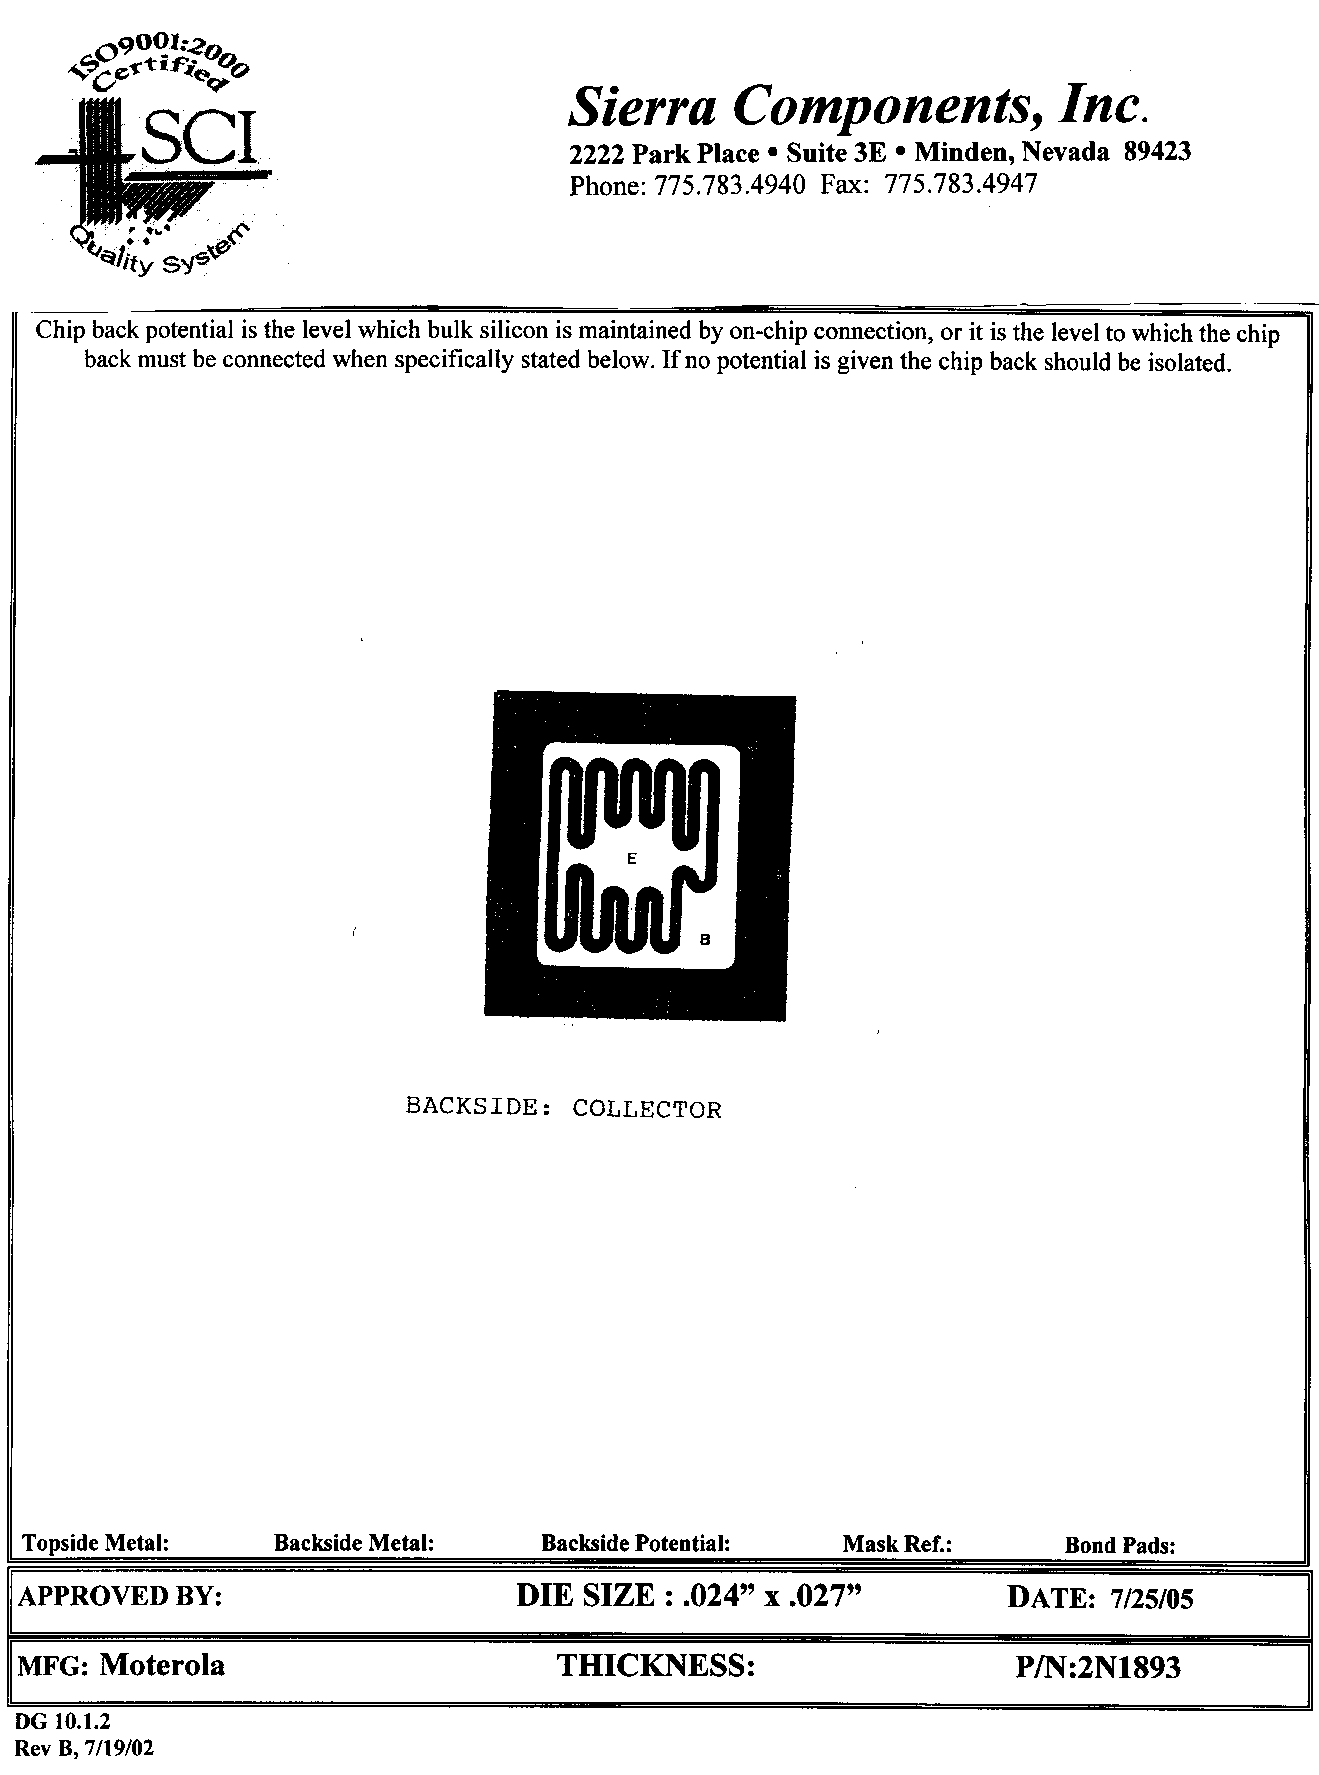 ISO9001:2000
Certified
SCI
Quality System
Sierra Components, Inc.
2222 Park Place • Suite 3E • Minden, Nevada 89423
Phone: 775.783.4940 Fax: 775.783.4947
Chip back potential is the level which bulk silicon is maintained by on-chip connection, or it is the level to which the chip
back must be connected when specifically stated below. If no potential is given the chip back should be isolated.
E
B
BACKSIDE: COLLECTOR
Topside Metal: Backside Metal: Backside Potential: Mask Ref.: Bond Pads:
APPROVED BY: DIE SIZE : .024” x .027” DATE: 7/25/05
MFG: Moterola THICKNESS: P/N:2N1893
DG 10.1.2
Rev B, 7/19/02